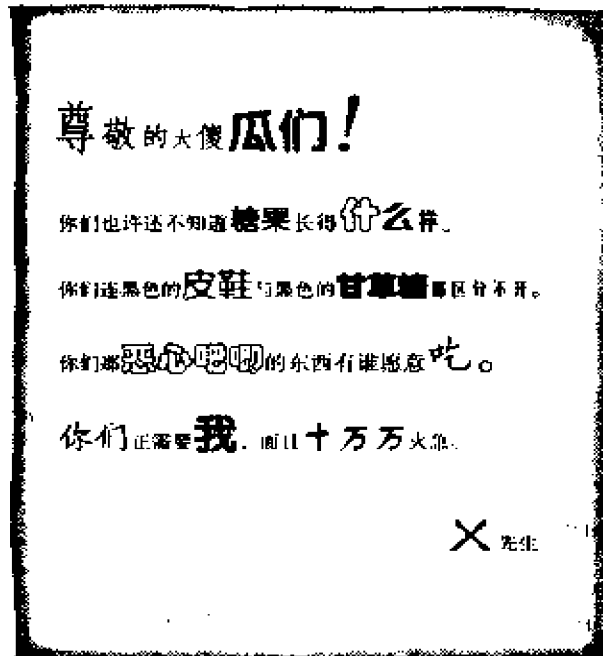 尊敬的大傻瓜们！
你们也许还不知道糖果长得什么样。
你们连黑色的皮鞋与黑色的甘草糖都区分不开。
你们那恶心吧唧的东西有谁愿意吃。
你们正需要我，而且十万万火急。
X 先生